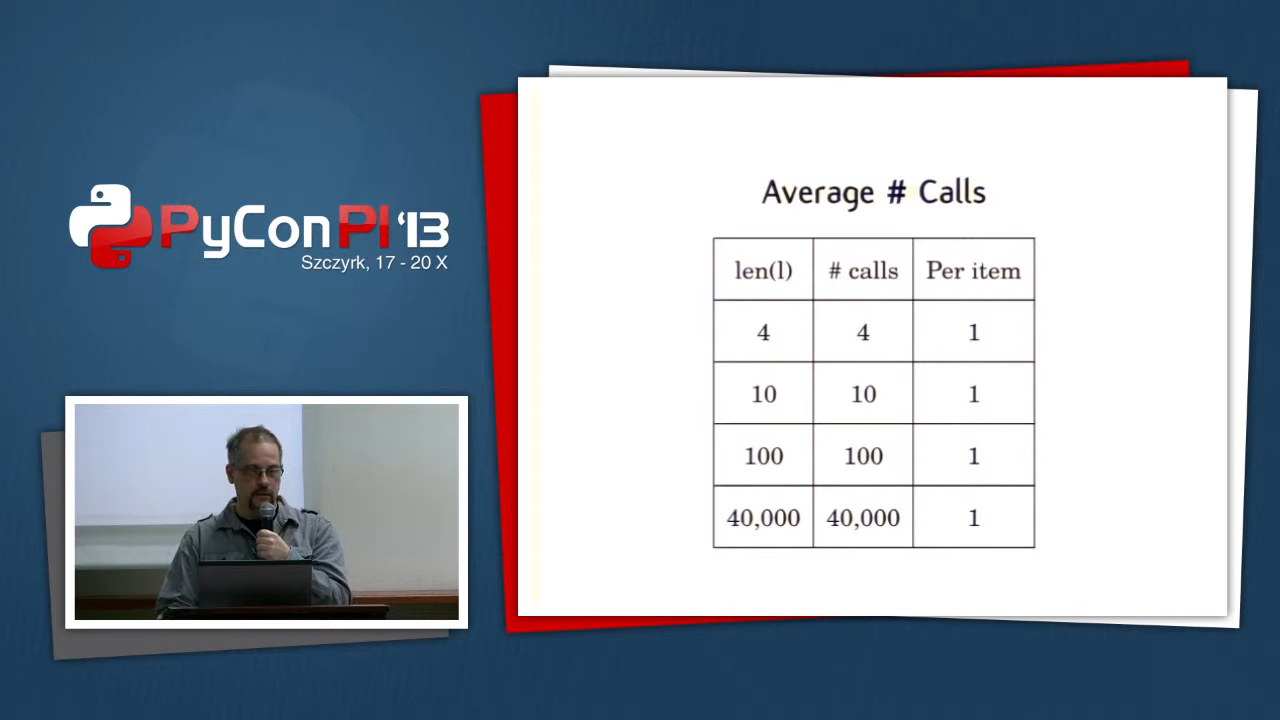 PyCon Pl '13
Szczyrk, 17 - 20 X
Average # Calls
len(l) # calls Per item
4 4 1
10 10 1
100 100 1
40,000 40,000 1